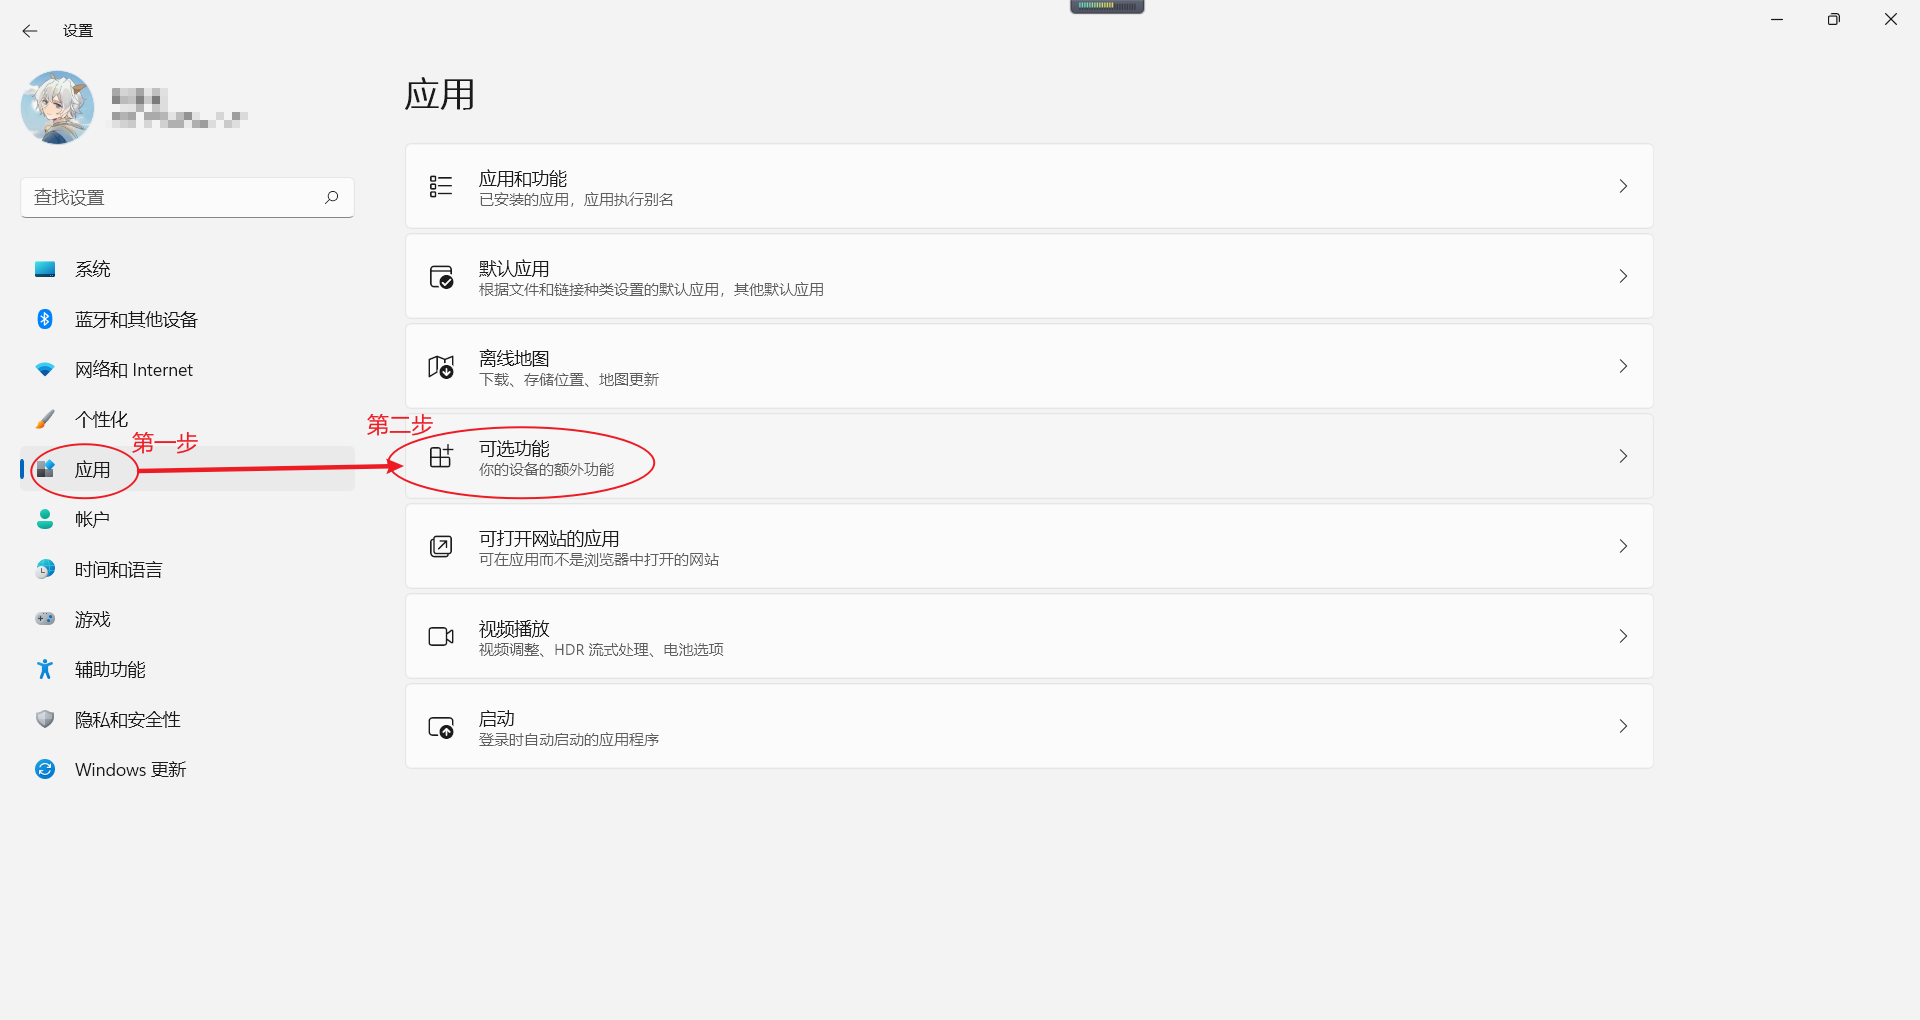 设置
应用
查找设置
系统
蓝牙和其他设备
网络和 Internet
个性化
应用
帐户
时间和语言
游戏
辅助功能
隐私和安全性
Windows 更新
第一步
第二步
应用和功能
已安装的应用，应用执行别名
默认应用
根据文件和链接种类设置的默认应用，其他默认应用
离线地图
下载、存储位置、地图更新
可选功能
你的设备的额外功能
可打开网站的应用
可在应用而不是浏览器中打开的网站
视频播放
视频调整、HDR 流式处理、电池选项
启动
登录时自动启动的应用程序